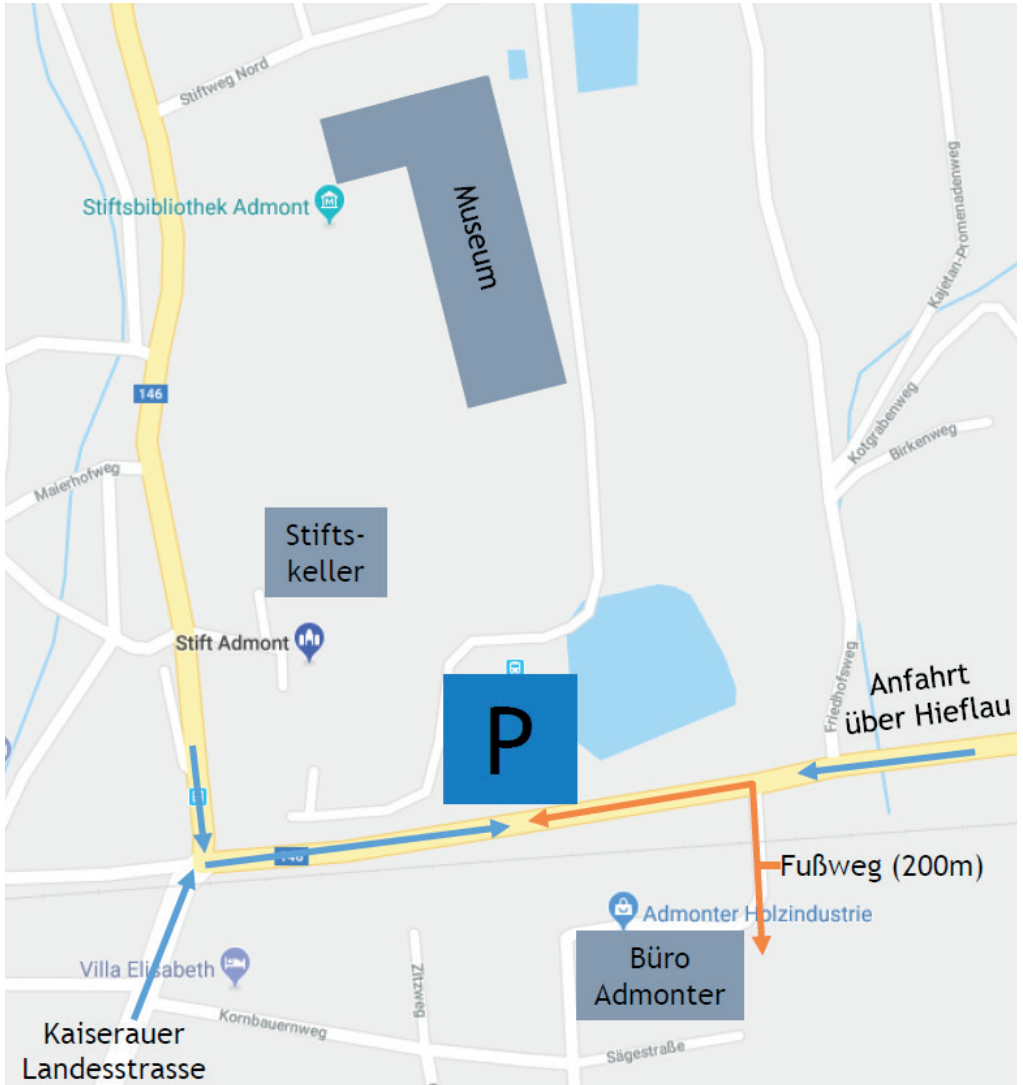 Stiftweg Nord
Stiftsbibliothek Admont
M
Museum
Kajetan-Promenadenweg
146
Kotgrabenweg
Birkenweg
Maierhofweg
Stifts-
keller
Stift Admont
Friedhofsweg
Anfahrt
über Hieflau
P
146
Fußweg (200m)
Admonter Holzindustrie
Büro
Admonter
Villa Elisabeth
Zitzweg
Kornbauernweg
Sägestraße
Kaiserauer
Landesstrasse